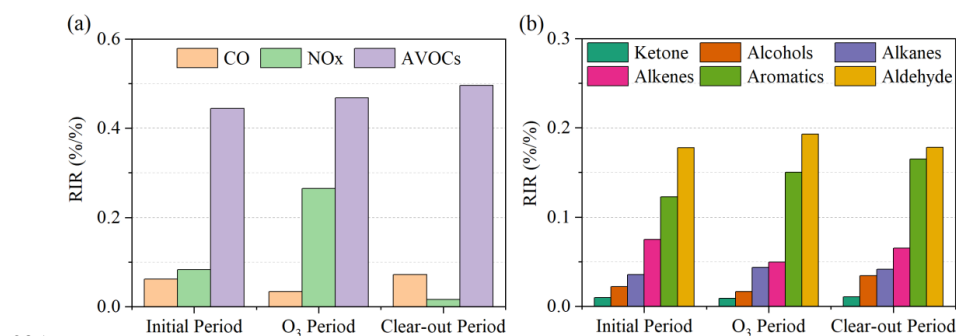 (a)
RIR (%/%)
0.6
0.4
0.2
0.0
CO NOx AVOCs
Initial Period O₃ Period Clear-out Period
(b)
RIR (%/%)
0.3
0.2
0.1
0.0
Ketone Alcohols Alkanes
Alkenes Aromatics Aldehyde
Initial Period O₃ Period Clear-out Period